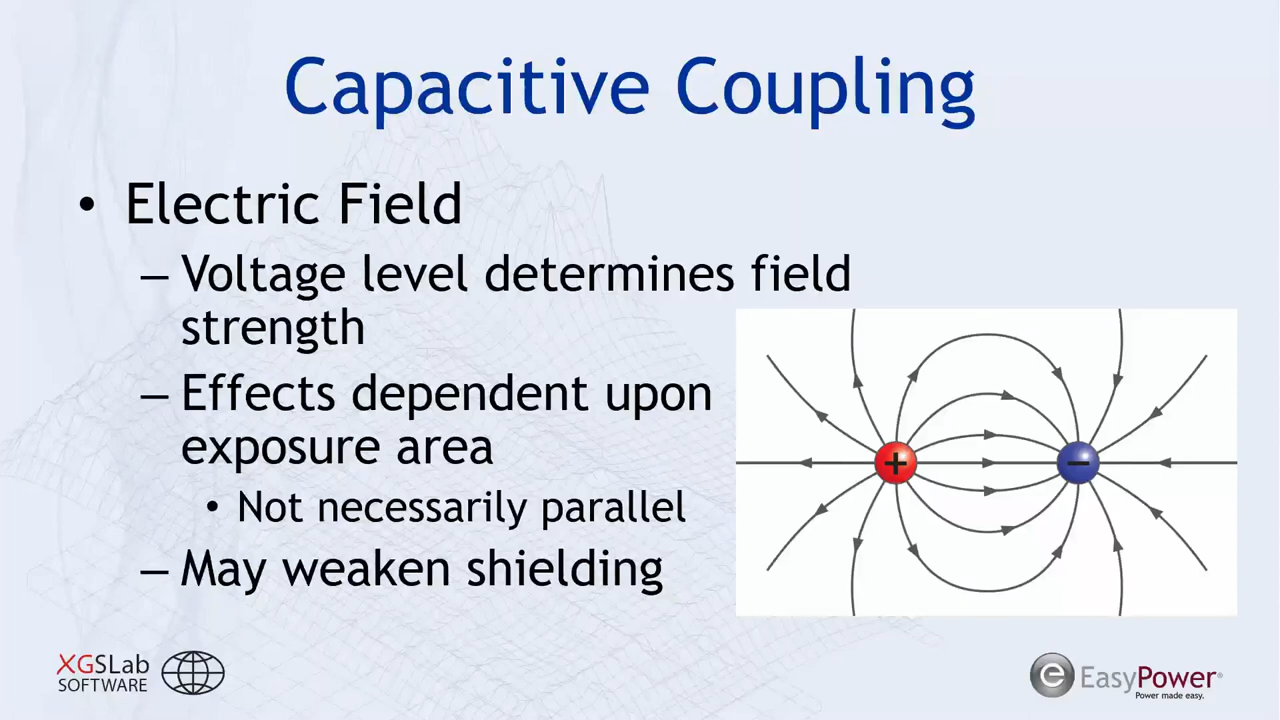 Capacitive Coupling
• Electric Field
– Voltage level determines field
strength
– Effects dependent upon
exposure area
• Not necessarily parallel
– May weaken shielding
+ −
XGSLab
SOFTWARE
e EasyPower®
Power made easy.